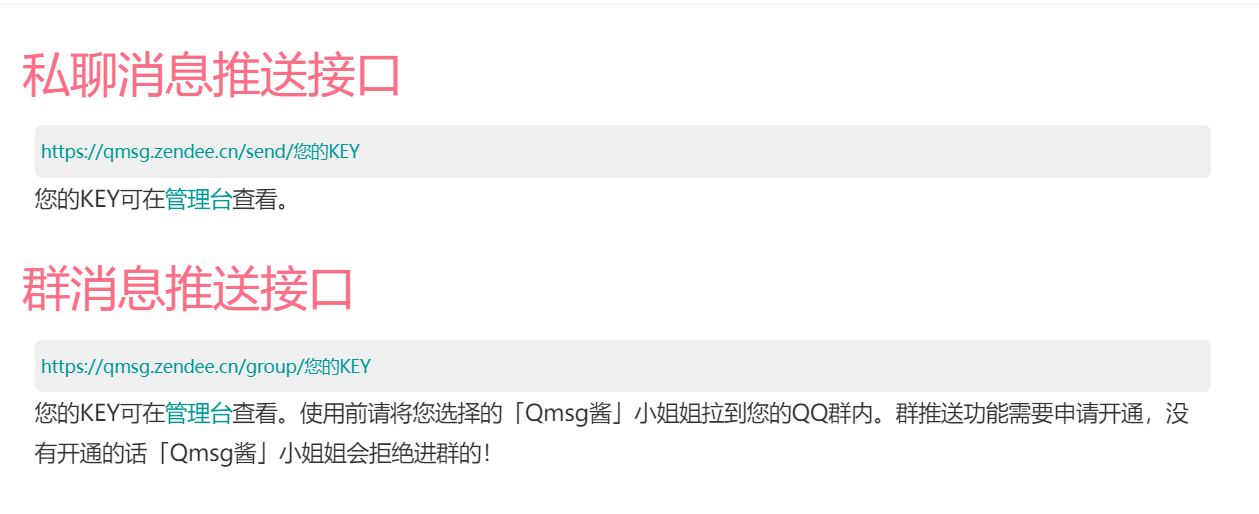 私聊消息推送接口
https://qmsg.zendee.cn/send/您的KEY
您的KEY可在管理台查看。
群消息推送接口
https://qmsg.zendee.cn/group/您的KEY
您的KEY可在管理台查看。使用前请将您选择的「Qmsg酱」小姐姐拉到您的QQ群内。群推送功能需要申请开通，没
有开通的话「Qmsg酱」小姐姐会拒绝进群的！